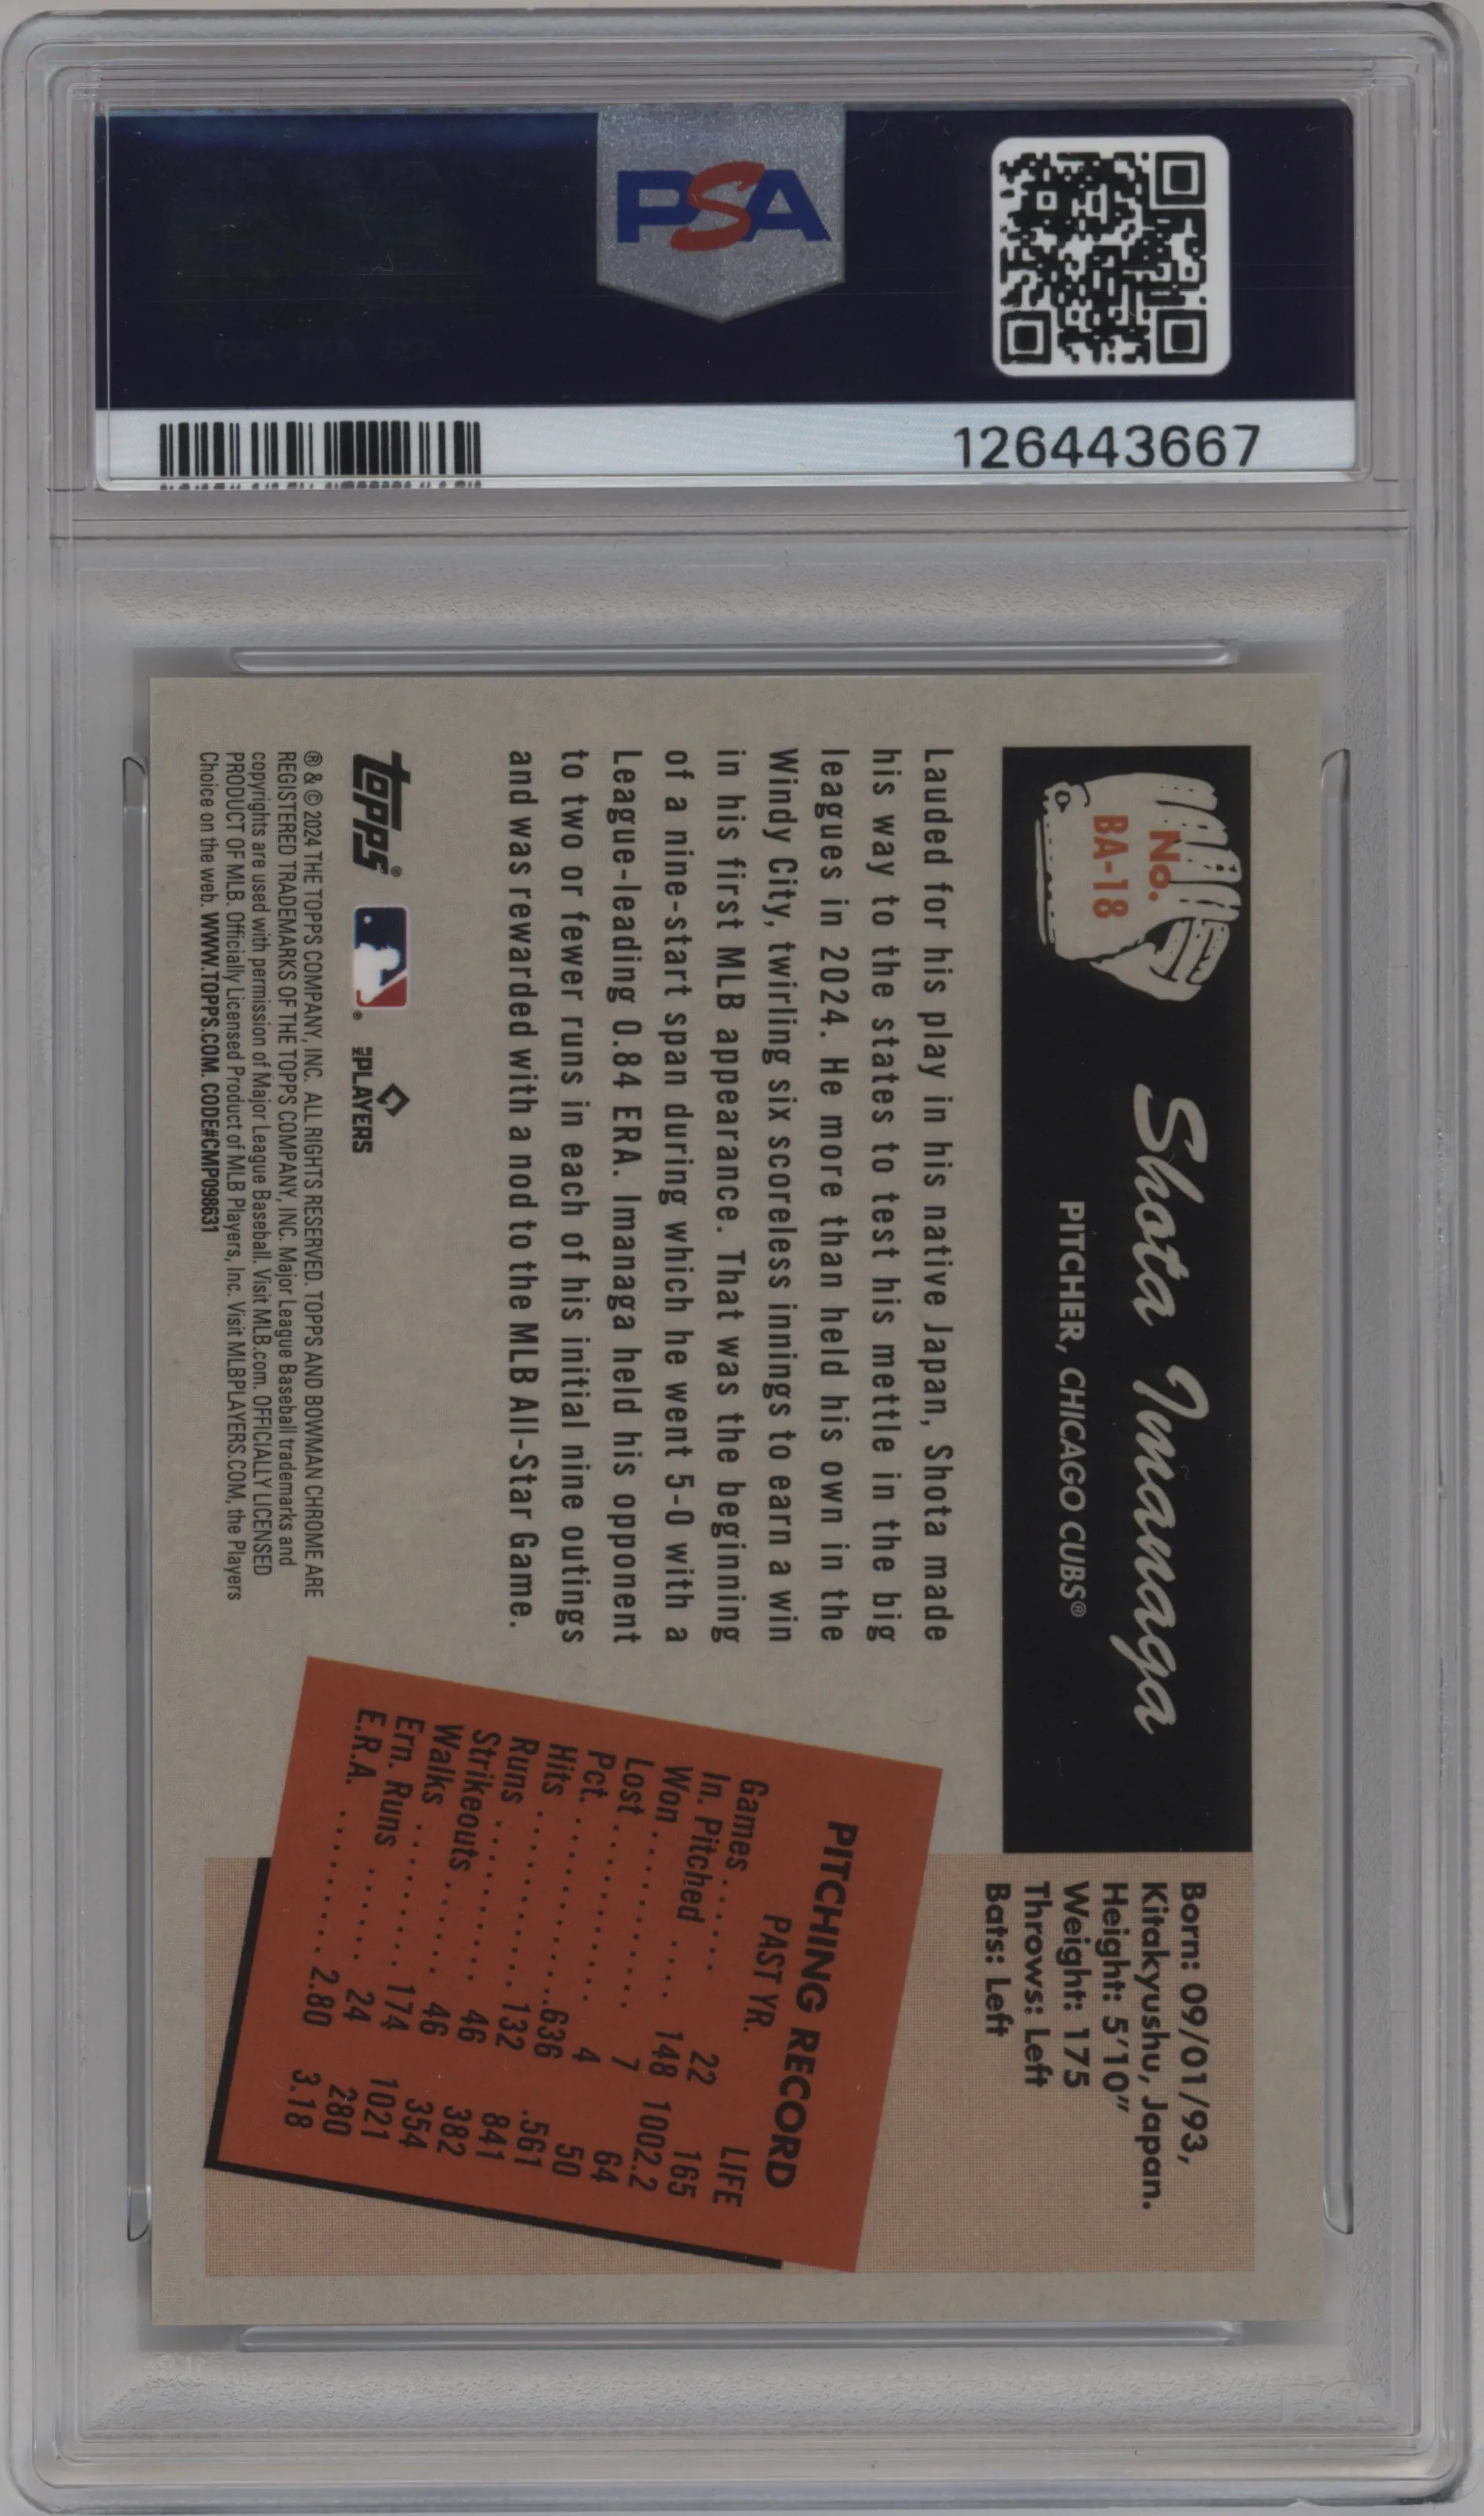 PSA
126443667
No.
BA-18
Shota Imanaga
PITCHER, CHICAGO CUBS®
Born: 09/01/93,
Kitakyushu, Japan.
Height: 5'10"
Weight: 175
Throws: Left
Bats: Left
Lauded for his play in his native Japan, Shota made
his way to the states to test his mettle in the big
leagues in 2024. He more than held his own in the
Windy City, twirling six scoreless innings to earn a win
in his first MLB appearance. That was the beginning
of a nine-start span during which he went 5-0 with a
League-leading 0.84 ERA. Imanaga held his opponent
to two or fewer runs in each of his initial nine outings
and was rewarded with a nod to the MLB All-Star Game.
PITCHING RECORD
PAST YR. LIFE
Games ...... 22 165
In. Pitched .... 148 1002.2
Won .......... 7 64
Lost .......... 4 50
Pct. ..........636 .561
Hits .......... 132 841
Runs .......... 46 382
Strikeouts ..... 46 354
Walks ........ 174 1021
Ern. Runs ..... 24 280
E.R.A. ......... 2.80 3.18
topps® ® MLB PLAYERS
® & © 2024 THE TOPPS COMPANY, INC. ALL RIGHTS RESERVED. TOPPS AND BOWMAN CHROME ARE
REGISTERED TRADEMARKS OF THE TOPPS COMPANY, INC. Major League Baseball trademarks and
copyrights are used with permission of Major League Baseball. Visit MLB.com. OFFICIALLY LICENSED
PRODUCT OF MLB PLAYERS, Inc. Visit MLBPLAYERS.COM, the Players
Choice on the web. WWW.TOPPS.COM. CODE#CMP098631